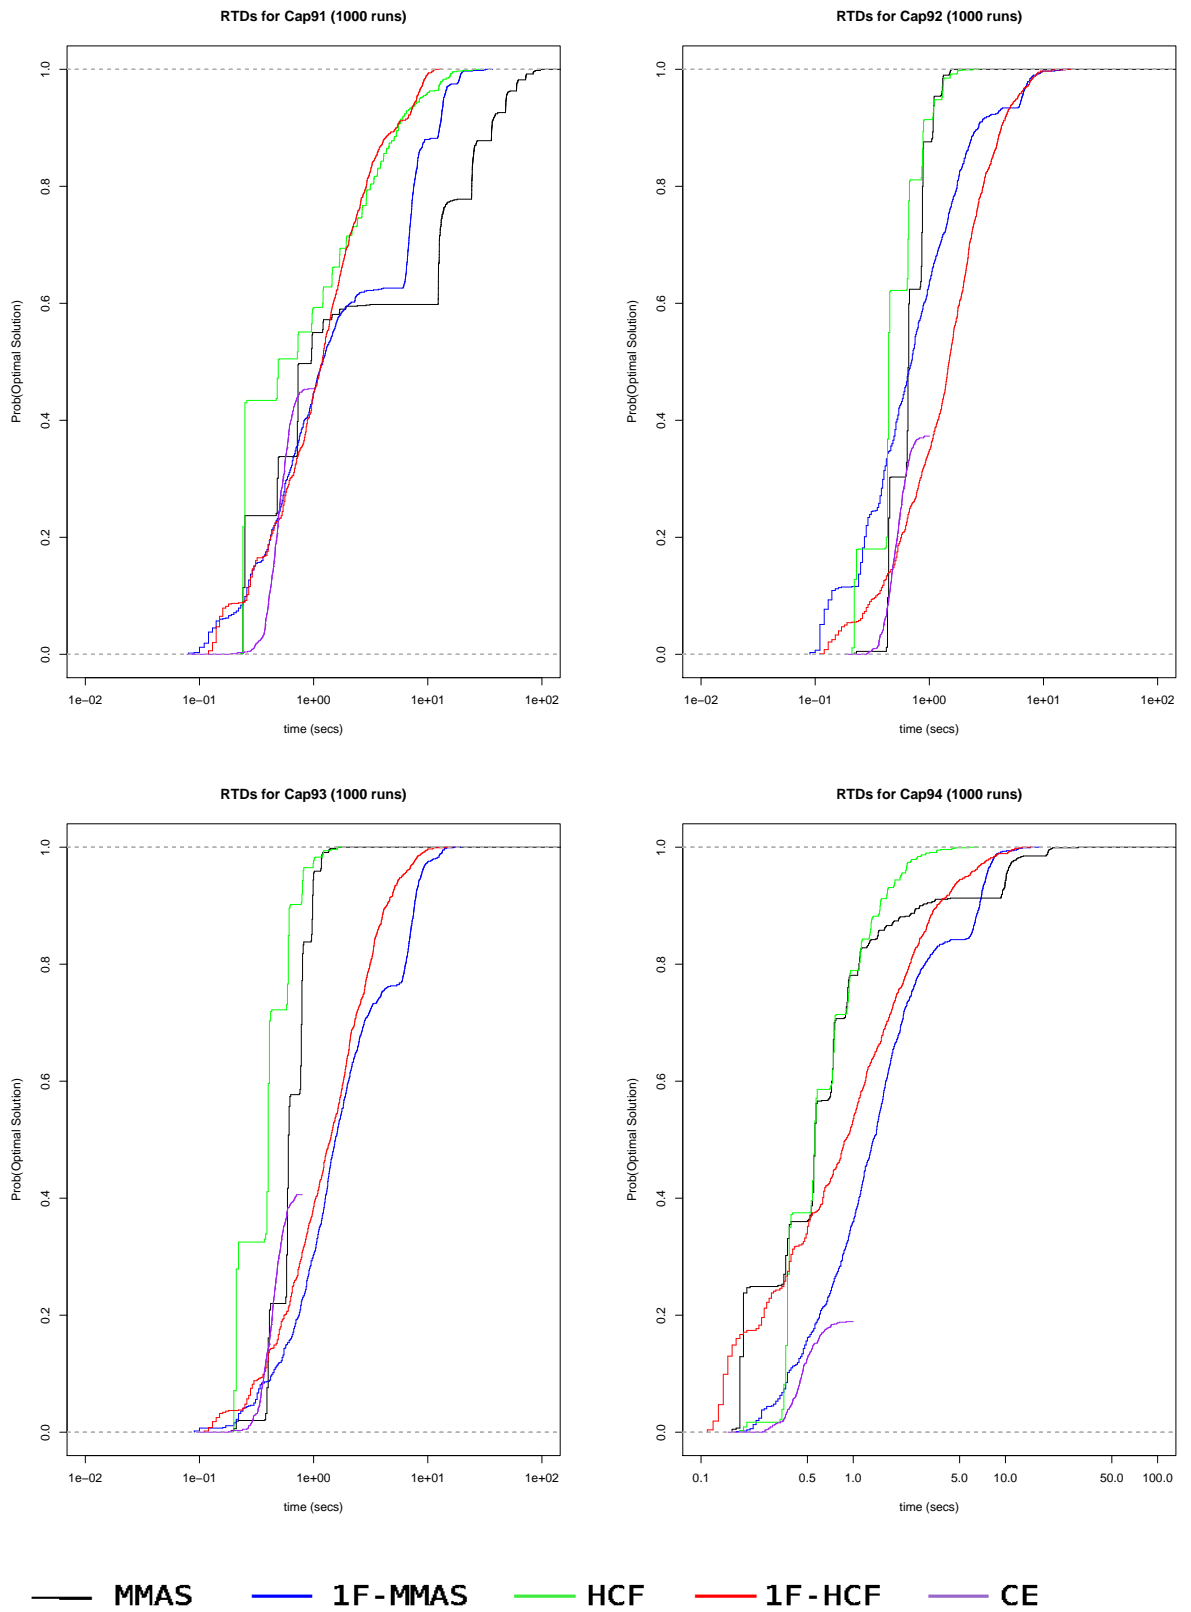 RTDs for Cap91 (1000 runs)
Prob(Optimal Solution)
1.0
0.8
0.6
0.4
0.2
0.0
1e−02 1e−01 1e+00 1e+01 1e+02
time (secs)
RTDs for Cap92 (1000 runs)
Prob(Optimal Solution)
1.0
0.8
0.6
0.4
0.2
0.0
1e−02 1e−01 1e+00 1e+01 1e+02
time (secs)
RTDs for Cap93 (1000 runs)
Prob(Optimal Solution)
1.0
0.8
0.6
0.4
0.2
0.0
1e−02 1e−01 1e+00 1e+01 1e+02
time (secs)
RTDs for Cap94 (1000 runs)
Prob(Optimal Solution)
1.0
0.8
0.6
0.4
0.2
0.0
0.1 0.5 1.0 5.0 10.0 50.0 100.0
time (secs)
MMAS 1F-MMAS HCF 1F-HCF CE